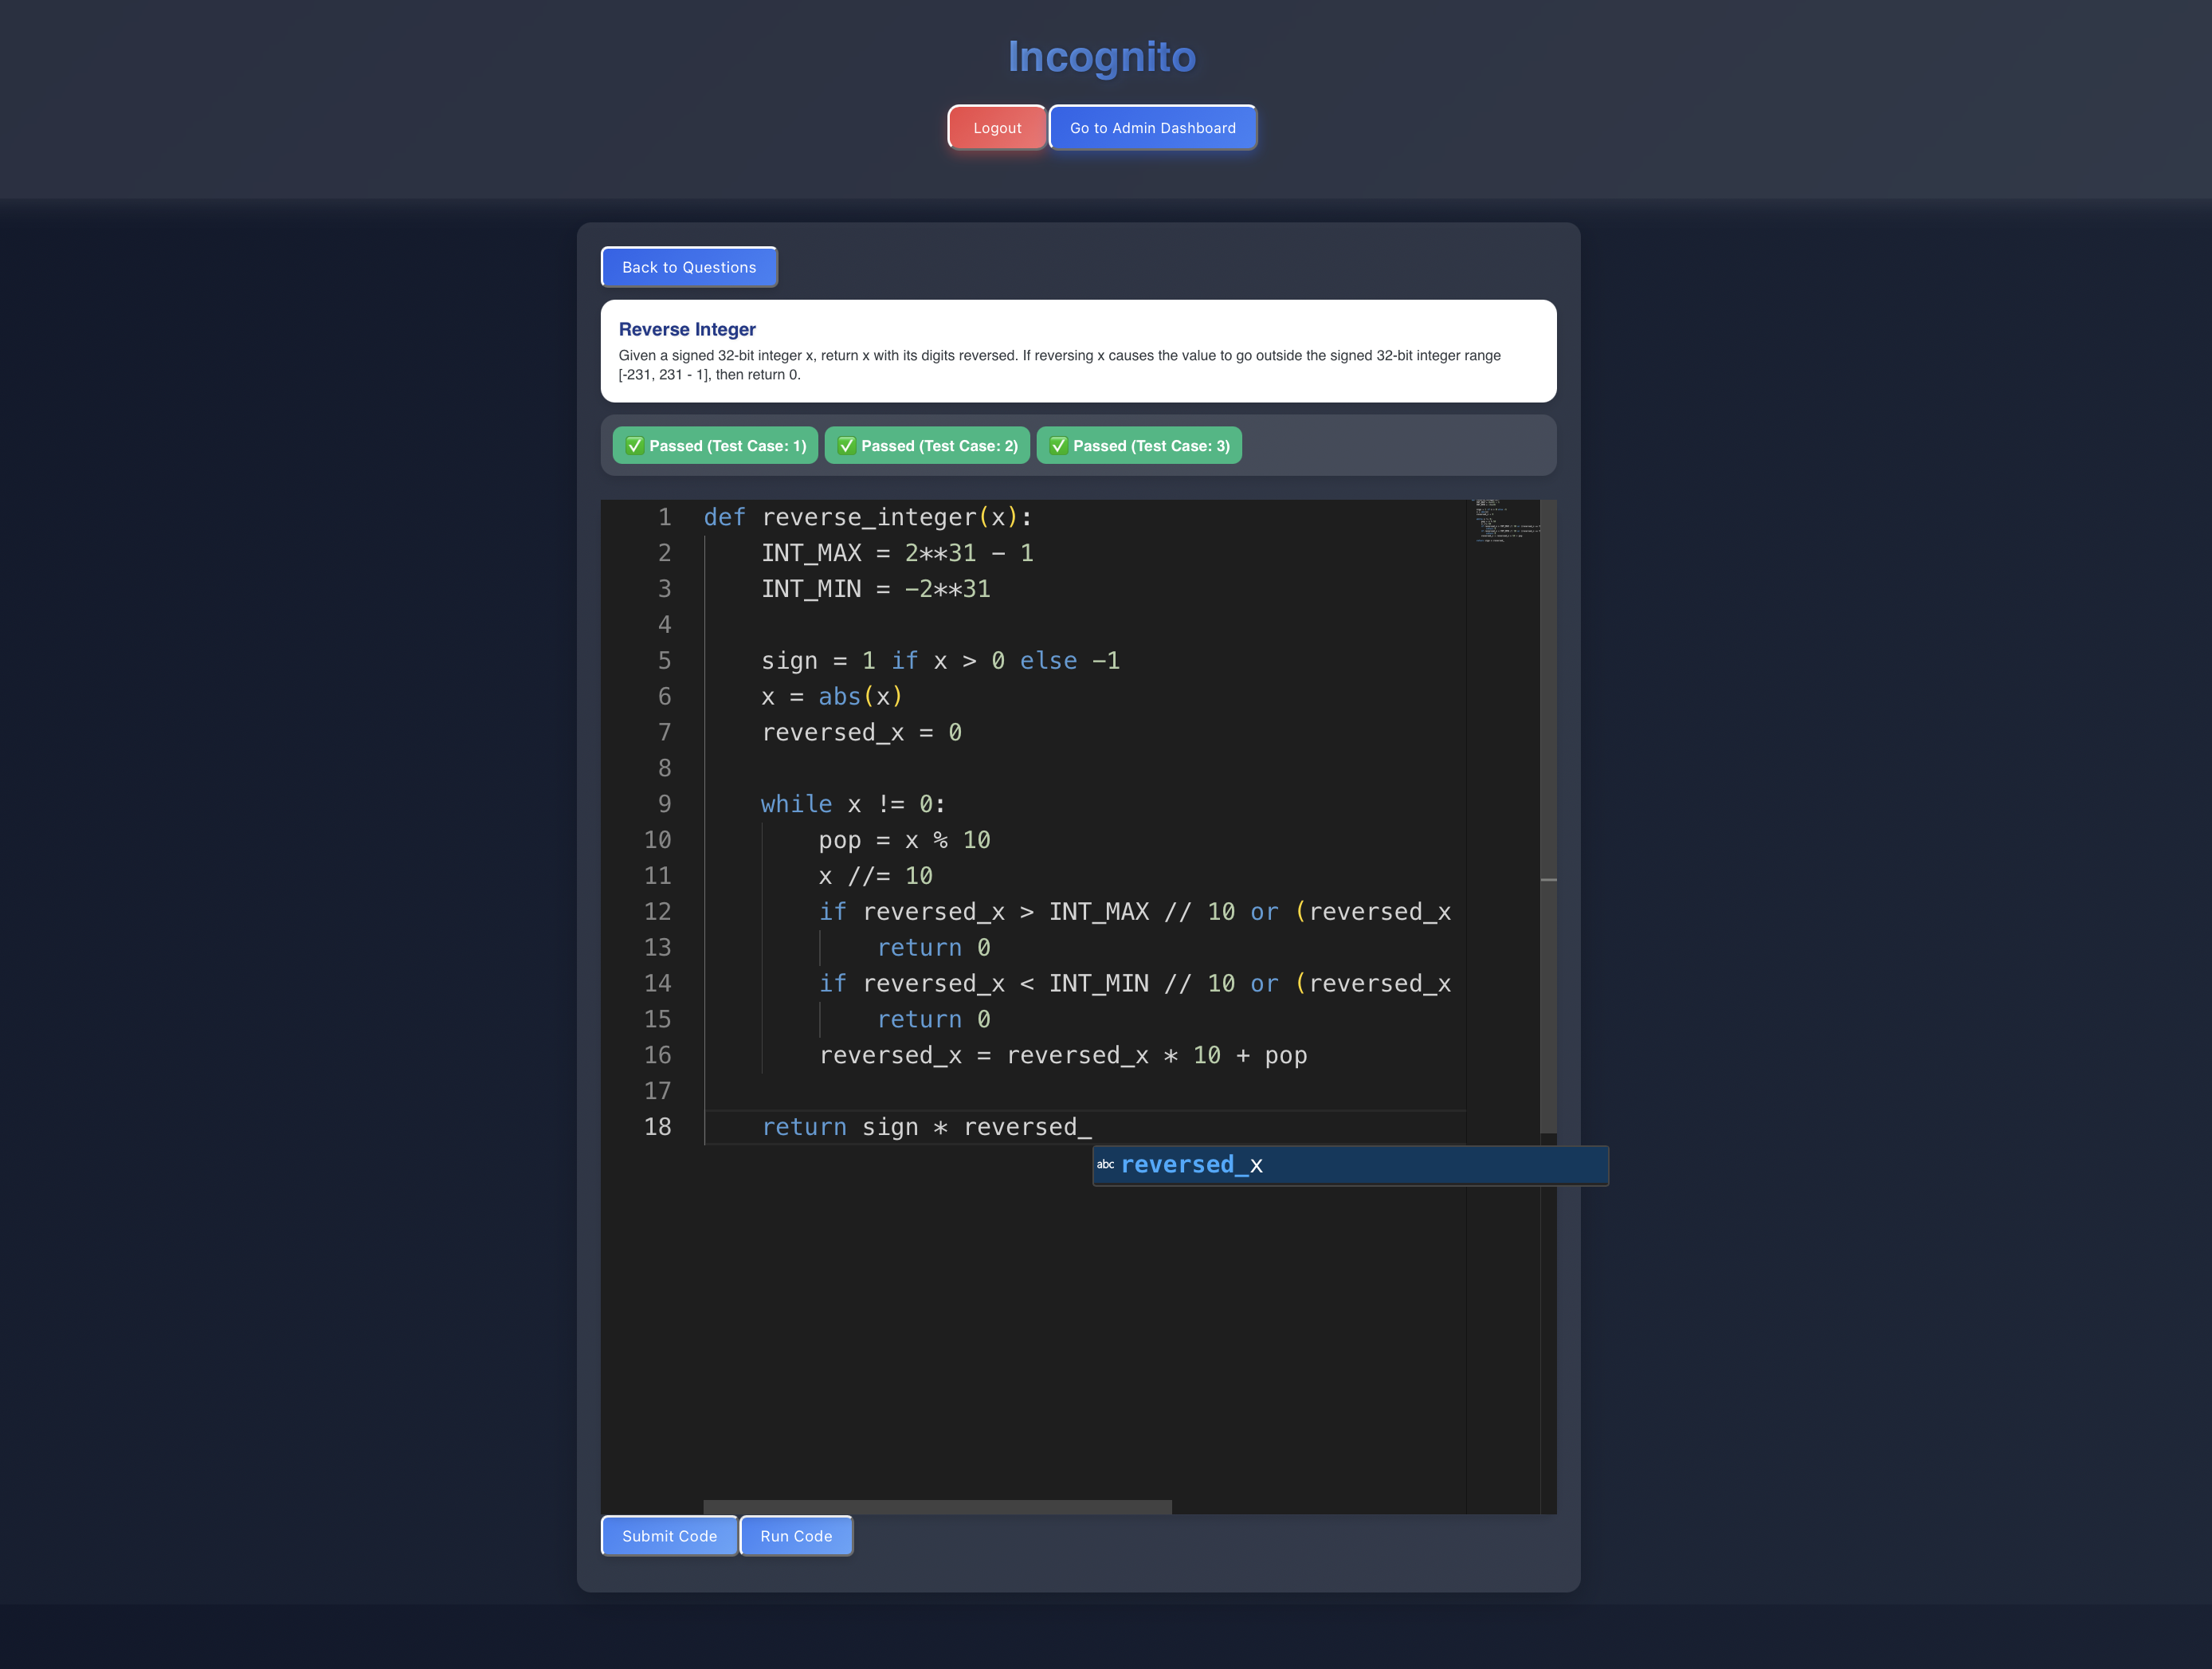 Incognito
Logout Go to Admin Dashboard
Back to Questions
Reverse Integer
Given a signed 32-bit integer x, return x with its digits reversed. If reversing x causes the value to go outside the signed 32-bit integer range
[-231, 231 - 1], then return 0.
✅ Passed (Test Case: 1) ✅ Passed (Test Case: 2) ✅ Passed (Test Case: 3)
1 def reverse_integer(x):
2     INT_MAX = 2**31 - 1
3     INT_MIN = -2**31
4
5     sign = 1 if x > 0 else -1
6     x = abs(x)
7     reversed_x = 0
8
9     while x != 0:
10         pop = x % 10
11         x //= 10
12         if reversed_x > INT_MAX // 10 or (reversed_x
13             return 0
14         if reversed_x < INT_MIN // 10 or (reversed_x
15             return 0
16         reversed_x = reversed_x * 10 + pop
17
18     return sign * reversed_
abc reversed_x
Submit Code Run Code